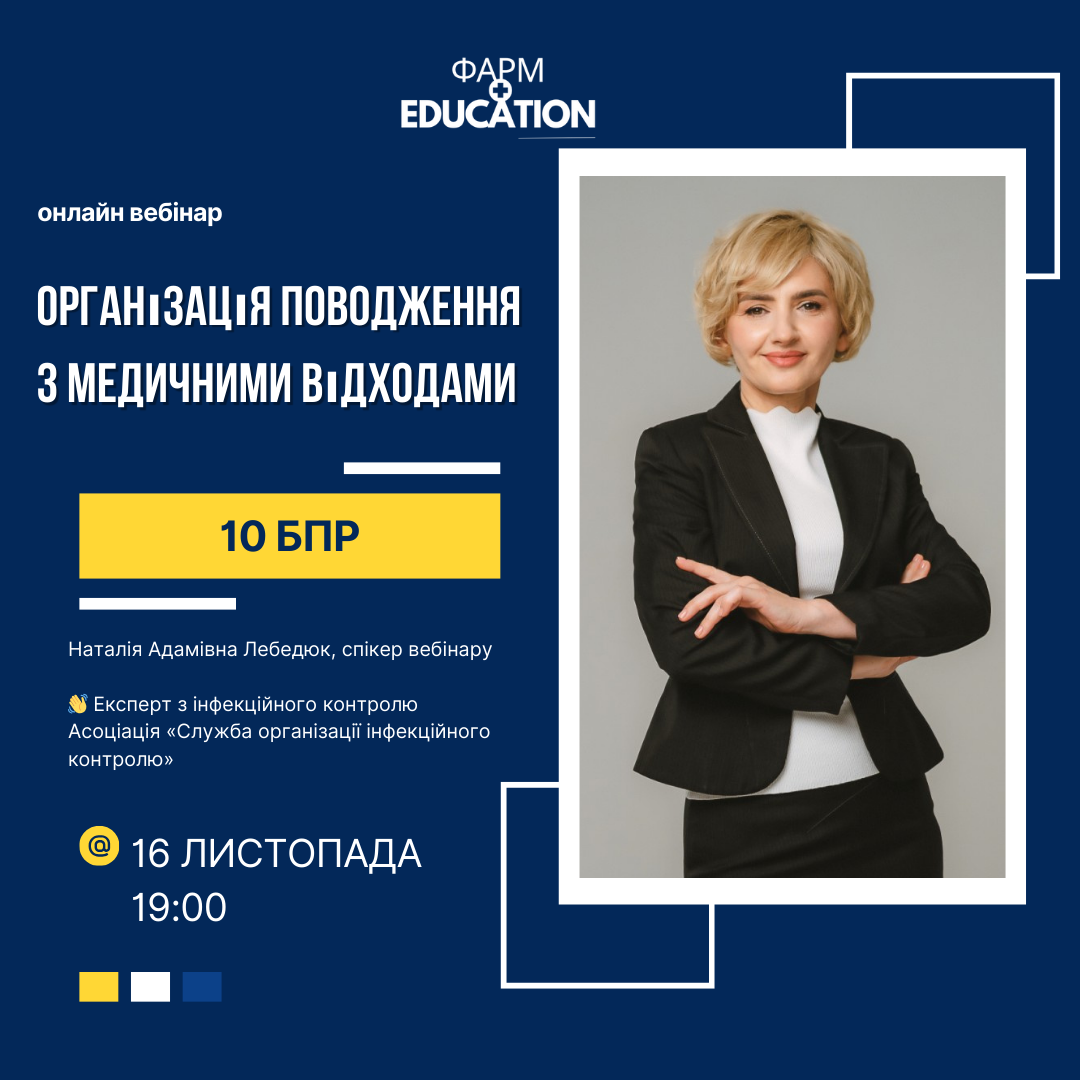 ФАРМ
EDUCATION
онлайн вебінар
ОРГАНІЗАЦІЯ ПОВОДЖЕННЯ
З МЕДИЧНИМИ ВІДХОДАМИ
10 БПР
Наталія Адамівна Лебедюк, спікер вебінару
👋 Експерт з інфекційного контролю
Асоціація «Служба організації інфекційного
контролю»
@ 16 ЛИСТОПАДА
19:00